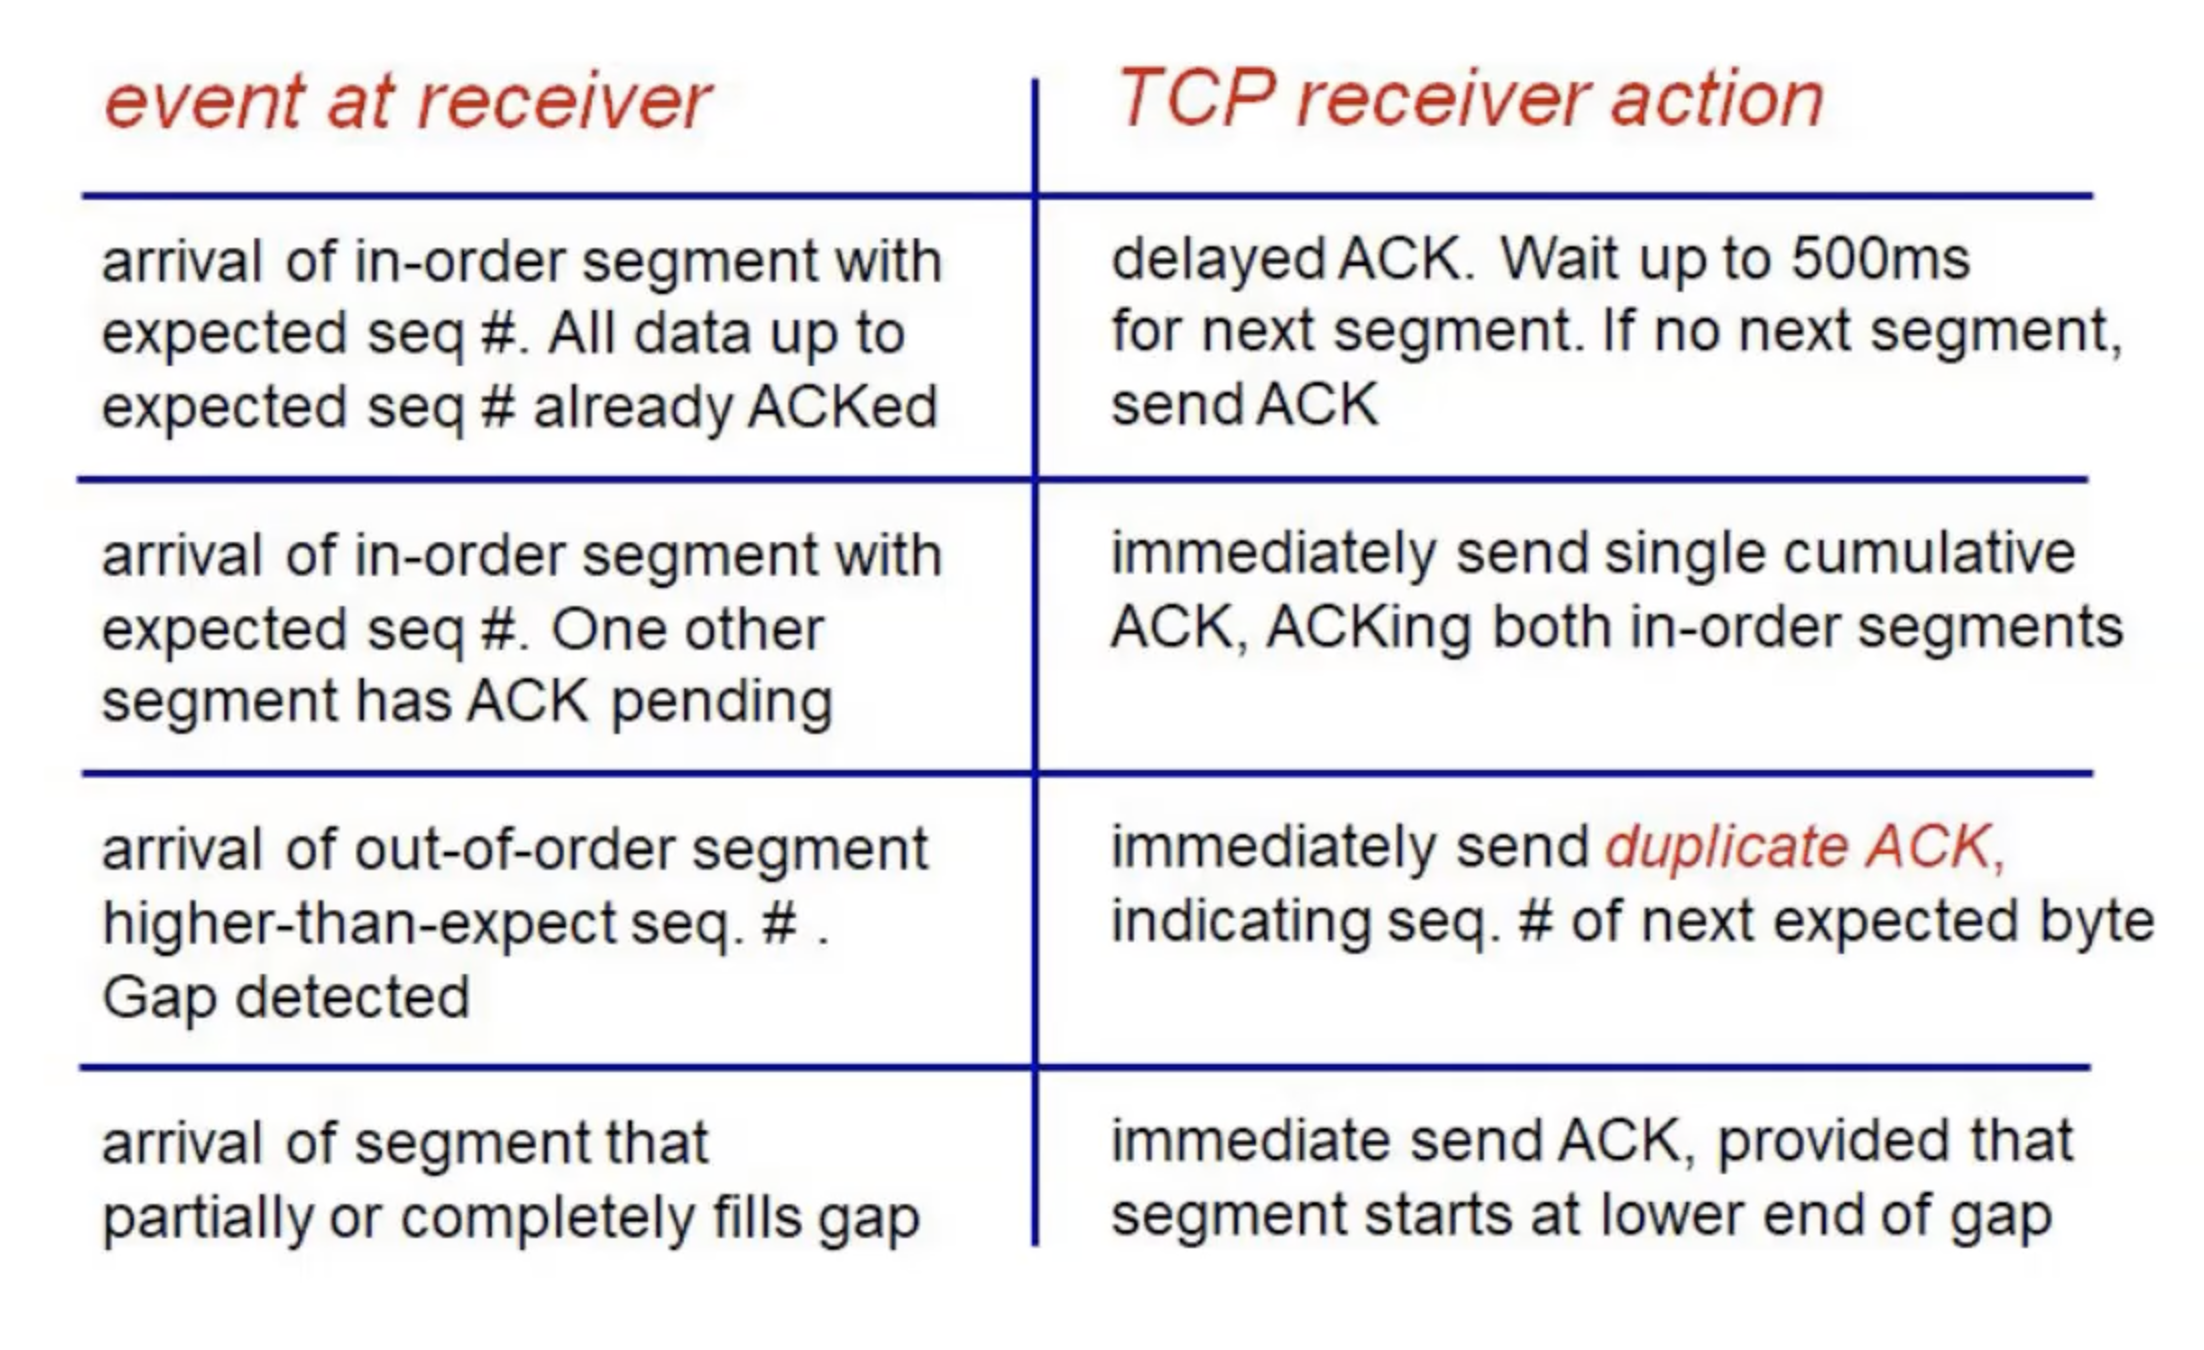 event at receiver
TCP receiver action
arrival of in-order segment with
expected seq #. All data up to
expected seq # already ACKed
delayed ACK. Wait up to 500ms
for next segment. If no next segment,
send ACK
arrival of in-order segment with
expected seq #. One other
segment has ACK pending
immediately send single cumulative
ACK, ACKing both in-order segments
arrival of out-of-order segment
higher-than-expect seq. # .
Gap detected
immediately send duplicate ACK,
indicating seq. # of next expected byte
arrival of segment that
partially or completely fills gap
immediate send ACK, provided that
segment starts at lower end of gap